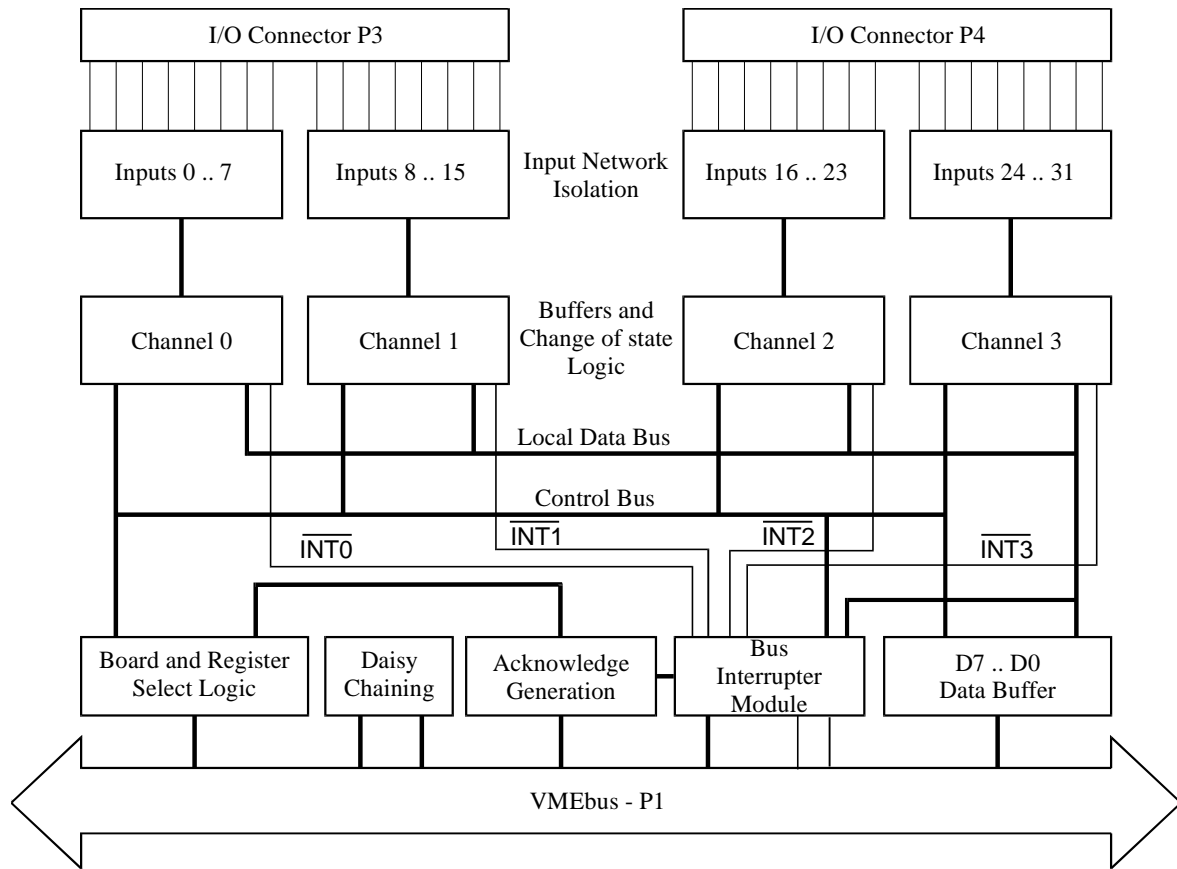 I/O Connector P3
I/O Connector P4
Inputs 0 .. 7
Inputs 8 .. 15
Input Network
Isolation
Inputs 16 .. 23
Inputs 24 .. 31
Channel 0
Channel 1
Buffers and
Change of state
Logic
Channel 2
Channel 3
Local Data Bus
Control Bus
INT0
INT1
INT2
INT3
Board and Register
Select Logic
Daisy
Chaining
Acknowledge
Generation
Bus
Interrupter
Module
D7 .. D0
Data Buffer
VMEbus - P1